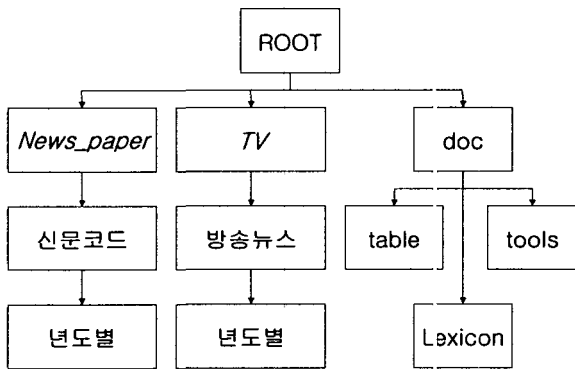 ROOT
News_paper
TV
doc
신문코드
방송뉴스
table
tools
년도별
년도별
Lexicon